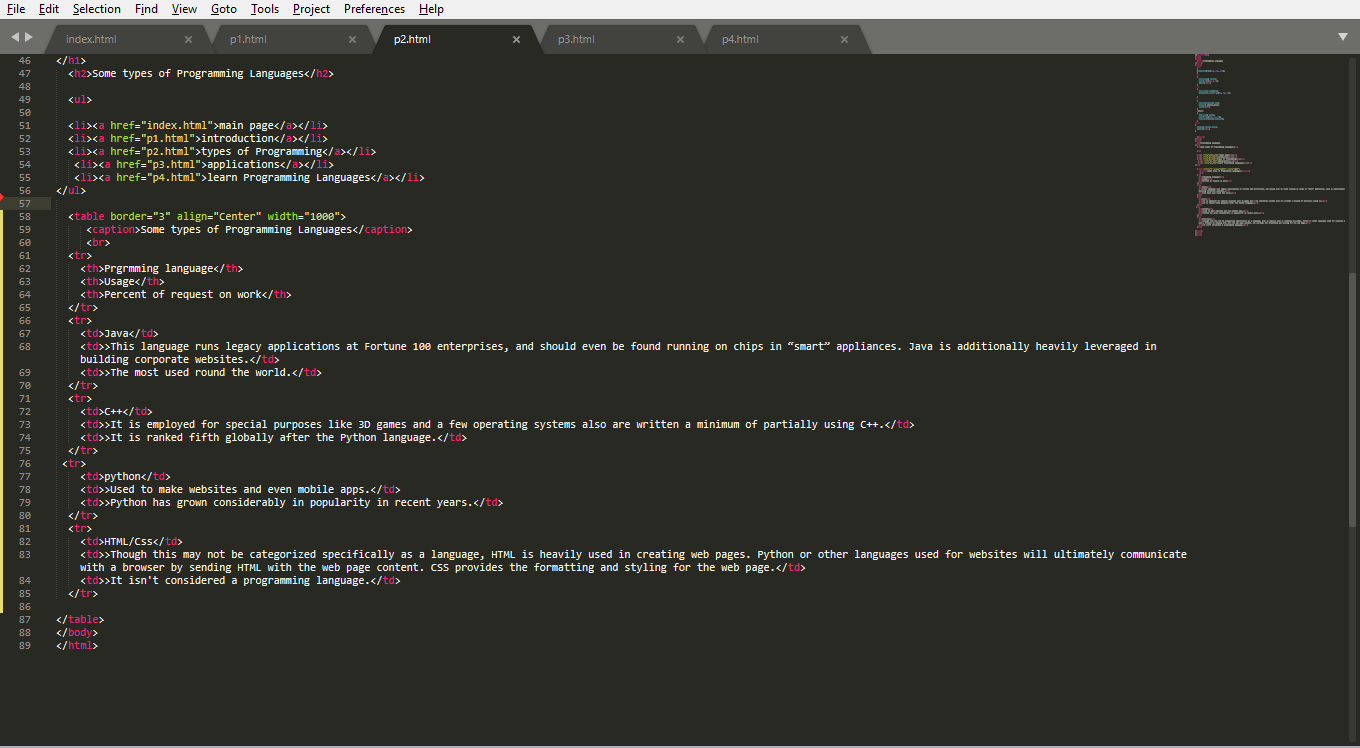 File Edit Selection Find View Goto Tools Project Preferences Help
index.html p1.html p2.html p3.html p4.html
46 </h1>
47 <h2>Some types of Programming Languages</h2>
48
49 <ul>
50
51 <li><a href="index.html">main page</a></li>
52 <li><a href="p1.html">introduction</a></li>
53 <li><a href="p2.html">types of Programming</a></li>
54 <li><a href="p3.html">applications</a></li>
55 <li><a href="p4.html">learn Programming Languages</a></li>
56 </ul>
57
58 <table border="3" align="Center" width="1000">
59 <caption>Some types of Programming Languages</caption>
60 <br>
61 <tr>
62 <th>Prgrmming language</th>
63 <th>Usage</th>
64 <th>Percent of request on work</th>
65 </tr>
66 <tr>
67 <td>Java</td>
68 <td>>This language runs legacy applications at Fortune 100 enterprises, and should even be found running on chips in “smart” appliances. Java is additionally heavily leveraged in
building corporate websites.</td>
69 <td>>The most used round the world.</td>
70 </tr>
71 <tr>
72 <td>C++</td>
73 <td>>It is employed for special purposes like 3D games and a few operating systems also are written a minimum of partially using C++.</td>
74 <td>>It is ranked fifth globally after the Python language.</td>
75 </tr>
76 <tr>
77 <td>python</td>
78 <td>>Used to make websites and even mobile apps.</td>
79 <td>>Python has grown considerably in popularity in recent years.</td>
80 </tr>
81 <tr>
82 <td>HTML/Css</td>
83 <td>>Though this may not be categorized specifically as a language, HTML is heavily used in creating web pages. Python or other languages used for websites will ultimately communicate
with a browser by sending HTML with the web page content. CSS provides the formatting and styling for the web page.</td>
84 <td>>It isn't considered a programming language.</td>
85 </tr>
86
87 </table>
88 </body>
89 </html>